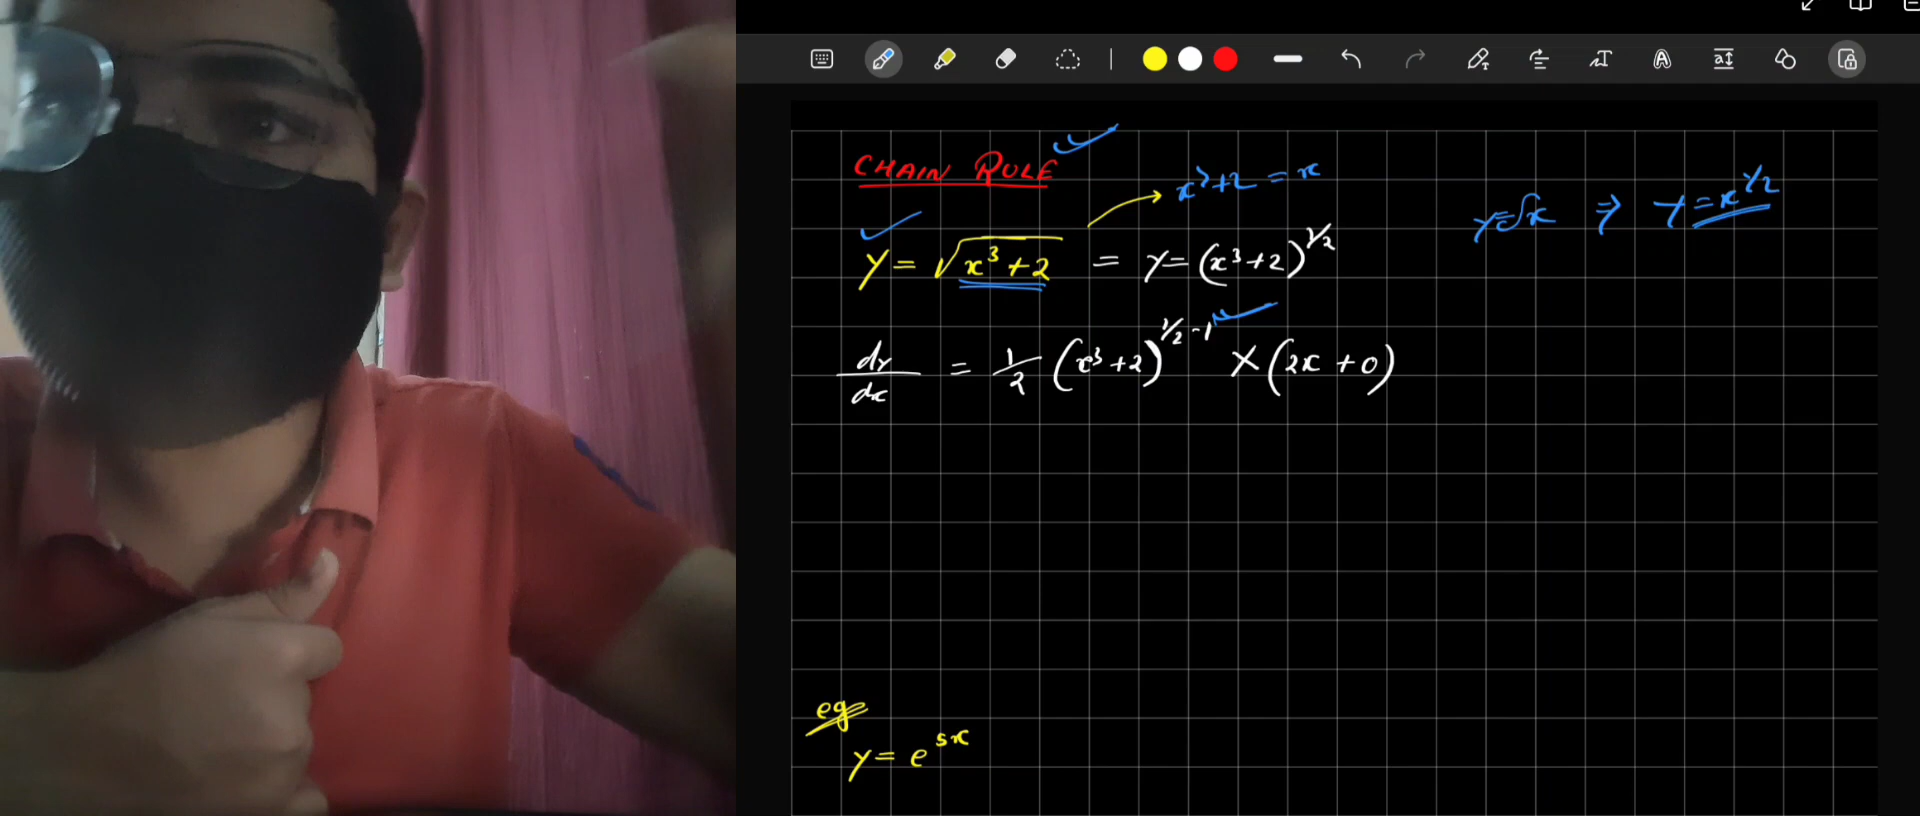 CHAIN RULE
x³+2 = x
y=√x ⇒ y = x^1/2
y = √x³+2 = y = (x³+2)^1/2
dy/dx = 1/2 (x³+2)^1/2-1 × (2x + 0)
eg
y = e^5x